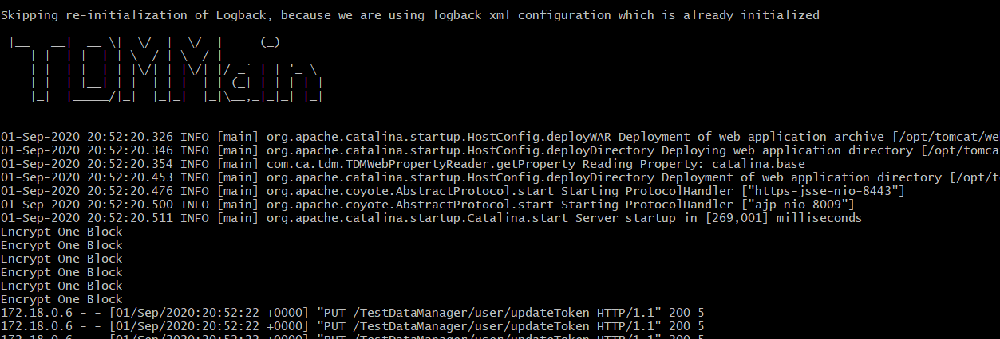 Skipping re-initialization of Logback, because we are using logback xml configuration which is already initialized
TDMMain
01-Sep-2020 20:52:20.326 INFO [main] org.apache.catalina.startup.HostConfig.deployWAR Deployment of web application archive [/opt/tomcat/we
01-Sep-2020 20:52:20.346 INFO [main] org.apache.catalina.startup.HostConfig.deployDirectory Deploying web application directory [/opt/tomca
01-Sep-2020 20:52:20.354 INFO [main] com.ca.tdm.TDMWebPropertyReader.getProperty Reading Property: catalina.base
01-Sep-2020 20:52:20.453 INFO [main] org.apache.catalina.startup.HostConfig.deployDirectory Deployment of web application directory [/opt/t
01-Sep-2020 20:52:20.476 INFO [main] org.apache.coyote.AbstractProtocol.start Starting ProtocolHandler ["https-jsse-nio-8443"]
01-Sep-2020 20:52:20.500 INFO [main] org.apache.coyote.AbstractProtocol.start Starting ProtocolHandler ["ajp-nio-8009"]
01-Sep-2020 20:52:20.511 INFO [main] org.apache.catalina.startup.Catalina.start Server startup in [269,001] milliseconds
Encrypt One Block
Encrypt One Block
Encrypt One Block
Encrypt One Block
Encrypt One Block
Encrypt One Block
172.18.0.6 - - [01/Sep/2020:20:52:22 +0000] "PUT /TestDataManager/user/updateToken HTTP/1.1" 200 5
172.18.0.6 - - [01/Sep/2020:20:52:22 +0000] "PUT /TestDataManager/user/updateToken HTTP/1.1" 200 5
172.18.0.6 - - [01/Sep/2020:20:52:22 +0000] "PUT /TestDataManager/user/updateToken HTTP/1.1" 200 5